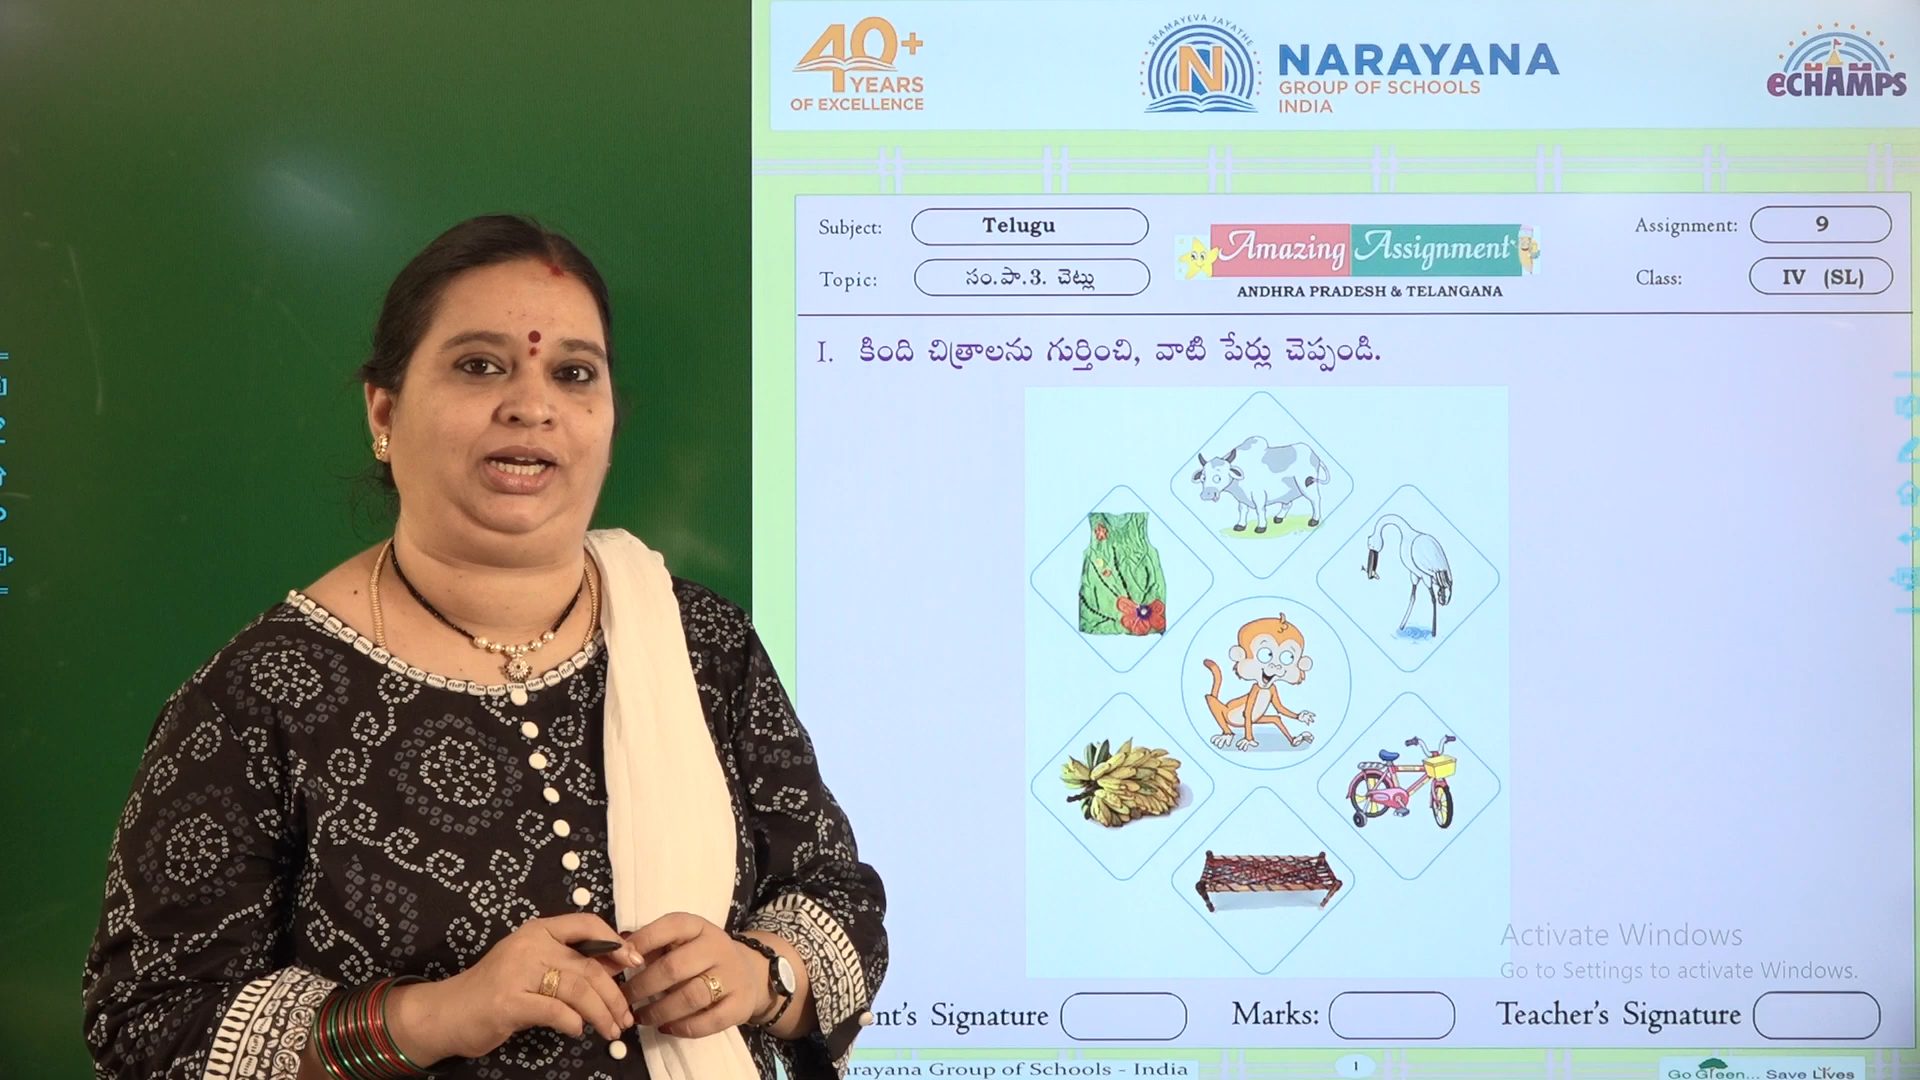 40+
YEARS
OF EXCELLENCE
SRAMAYEVA JAYATHE
N
NARAYANA
GROUP OF SCHOOLS
INDIA
eCHAMPS
Subject: Telugu
Topic: సం.పా.3. చెట్లు
Amazing Assignment
ANDHRA PRADESH & TELANGANA
Assignment: 9
Class: IV (SL)
I. కింది చిత్రాలను గుర్తించి, వాటి పేర్లు చెప్పండి.
Activate Windows
Go to Settings to activate Windows.
nt's Signature
Marks:
Teacher's Signature
arayana Group of Schools - India
1
Go Green... Save Lives